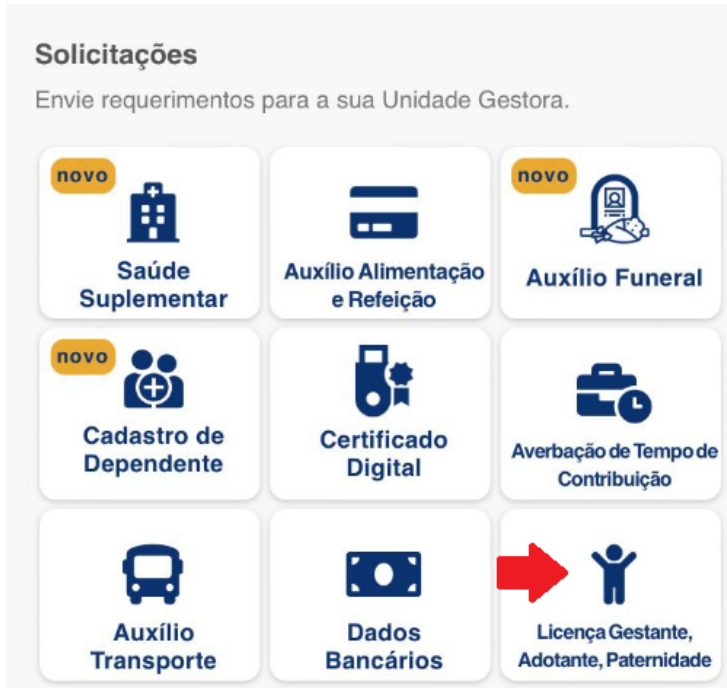 Solicitações
Envie requerimentos para a sua Unidade Gestora.
novo
Saúde
Suplementar
Auxílio Alimentação
e Refeição
novo
Auxílio Funeral
novo
Cadastro de
Dependente
Certificado
Digital
Averbação de Tempo de
Contribuição
Auxílio
Transporte
Dados
Bancários
Licença Gestante,
Adotante, Paternidade